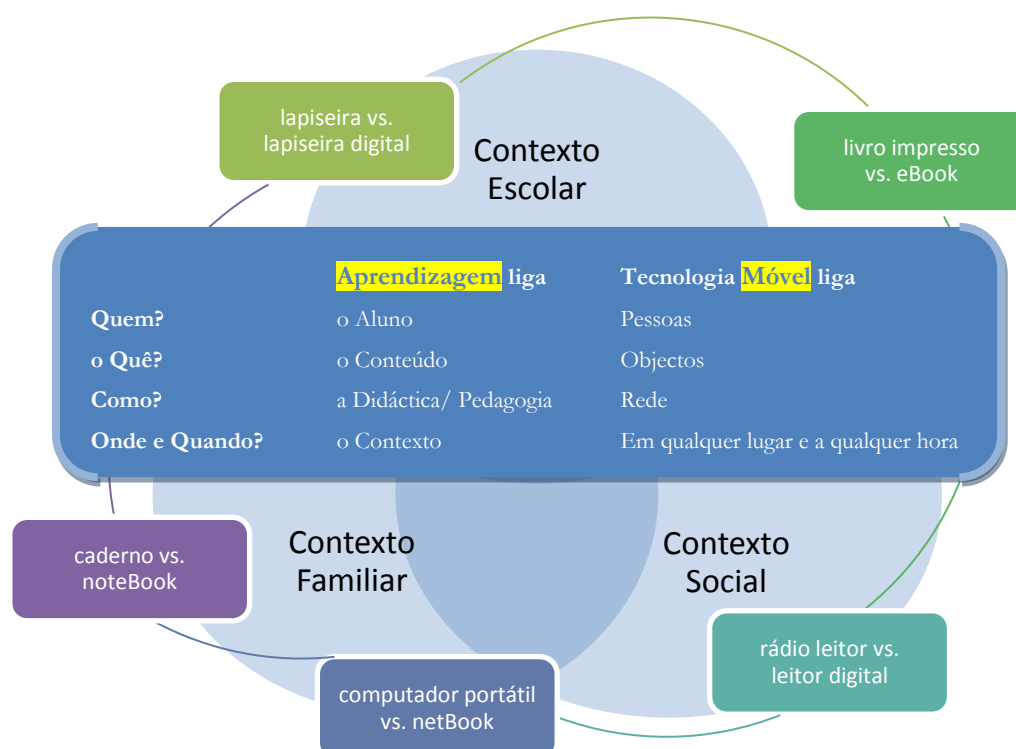 lapiseira vs.
lapiseira digital
Contexto
Escolar
livro impresso
vs. eBook
Aprendizagem liga Tecnologia Móvel liga
Quem? o Aluno Pessoas
o Quê? o Conteúdo Objectos
Como? a Didáctica/ Pedagogia Rede
Onde e Quando? o Contexto Em qualquer lugar e a qualquer hora
caderno vs.
noteBook
Contexto
Familiar
Contexto
Social
rádio leitor vs.
leitor digital
computador portátil
vs. netBook